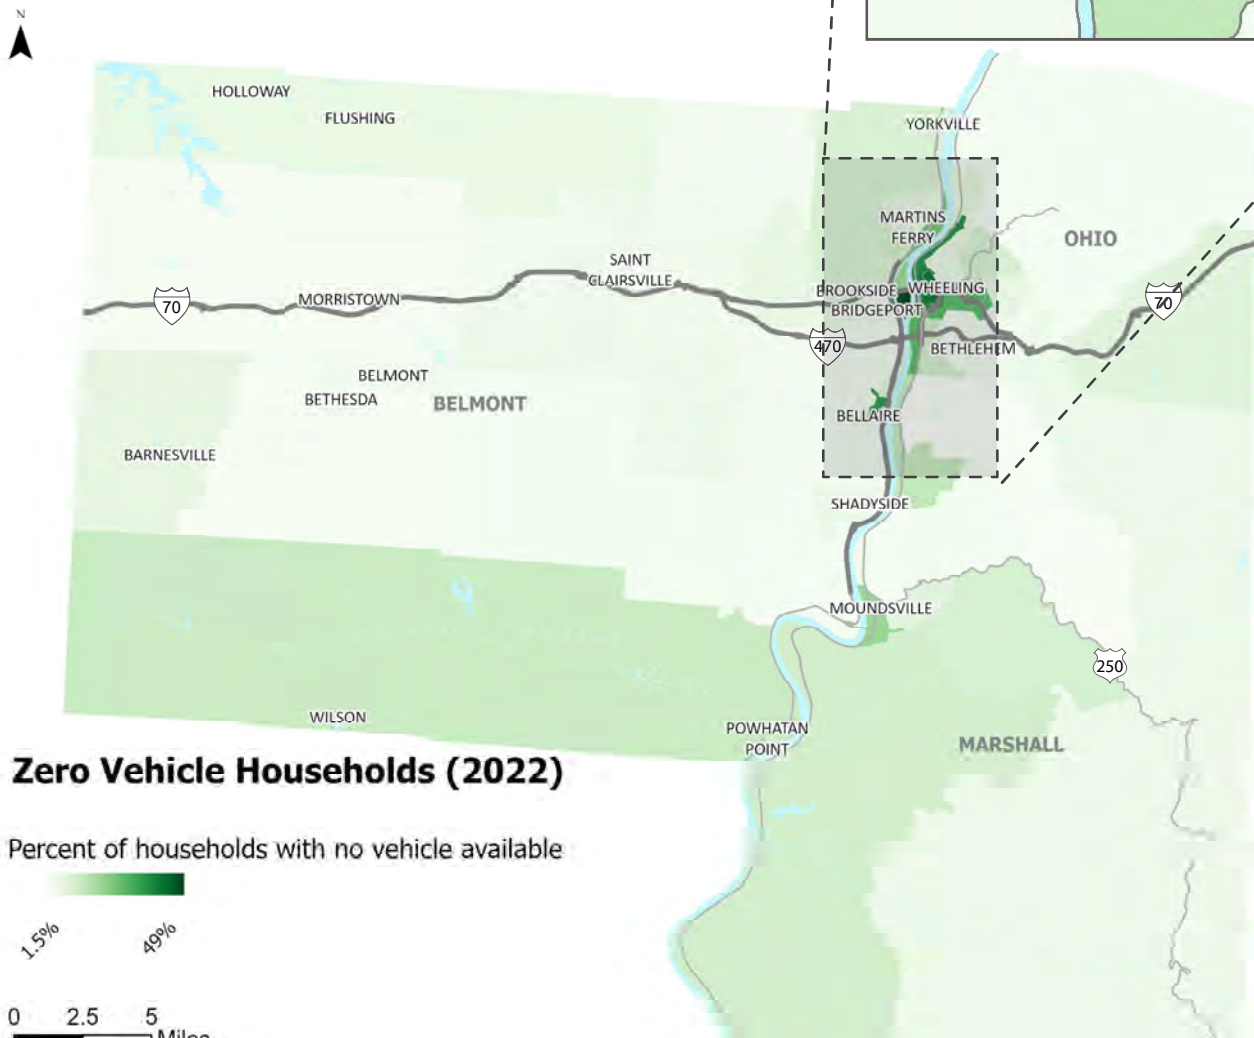 N
HOLLOWAY
FLUSHING
YORKVILLE
MARTINS
FERRY
OHIO
SAINT
CLAIRSVILLE
BROOKSIDE
WHEELING
MORRISTOWN
70
70
BRIDGEPORT
470
BETHLEHEM
BELMONT
BETHESDA
BELMONT
BELLAIRE
BARNESVILLE
SHADYSIDE
MOUNDSVILLE
250
WILSON
POWHATAN
POINT
MARSHALL
Zero Vehicle Households (2022)
Percent of households with no vehicle available
1.5%
49%
0 2.5 5
Miles